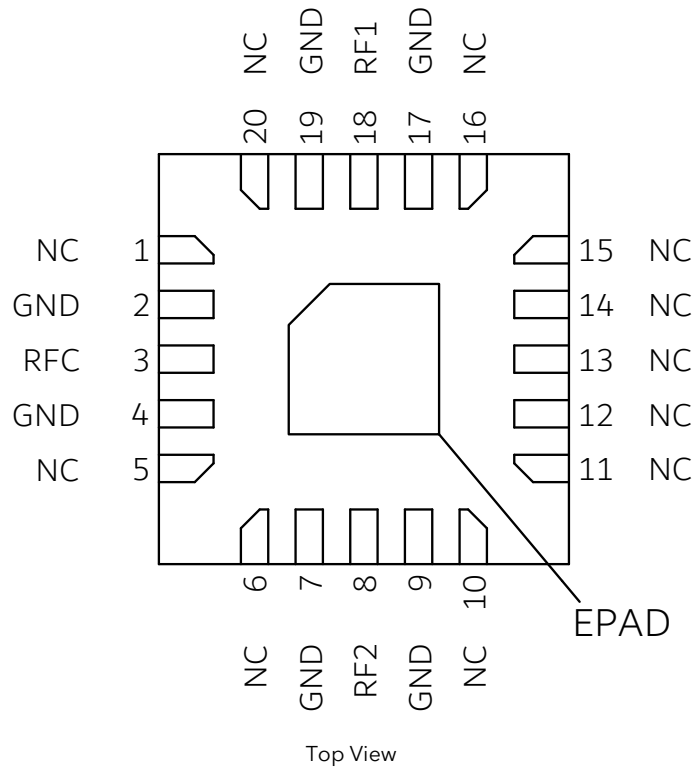 NC GND RF1 GND NC
20 19 18 17 16
NC 1 15 NC
GND 2 14 NC
RFC 3 13 NC
GND 4 12 NC
NC 5 11 NC
6 7 8 9 10
NC GND RF2 GND NC
EPAD
Top View